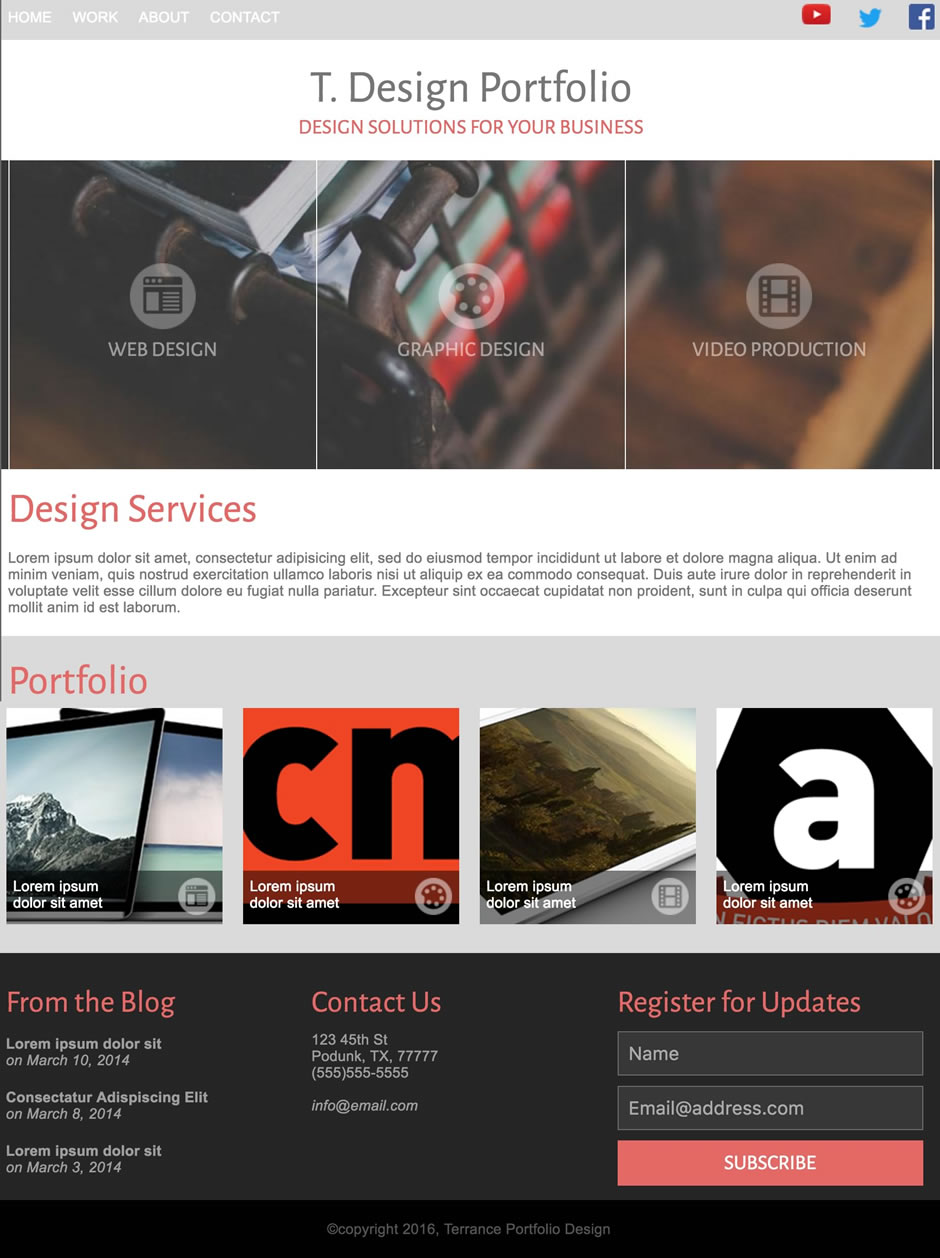 HOME WORK ABOUT CONTACT
T. Design Portfolio
DESIGN SOLUTIONS FOR YOUR BUSINESS
WEB DESIGN
GRAPHIC DESIGN
VIDEO PRODUCTION
Design Services
Lorem ipsum dolor sit amet, consectetur adipisicing elit, sed do eiusmod tempor incididunt ut labore et dolore magna aliqua. Ut enim ad
minim veniam, quis nostrud exercitation ullamco laboris nisi ut aliquip ex ea commodo consequat. Duis aute irure dolor in reprehenderit in
voluptate velit esse cillum dolore eu fugiat nulla pariatur. Excepteur sint occaecat cupidatat non proident, sunt in culpa qui officia deserunt
mollit anim id est laborum.
Portfolio
Lorem ipsum
dolor sit amet
cn
Lorem ipsum
dolor sit amet
Lorem ipsum
dolor sit amet
a
Lorem ipsum
dolor sit amet
N FICTUS DIEM VALO
From the Blog
Lorem ipsum dolor sit
on March 10, 2014
Consectatur Adispiscing Elit
on March 8, 2014
Lorem ipsum dolor sit
on March 3, 2014
Contact Us
123 45th St
Podunk, TX, 77777
(555)555-5555
info@email.com
Register for Updates
Name
Email@address.com
SUBSCRIBE
©copyright 2016, Terrance Portfolio Design